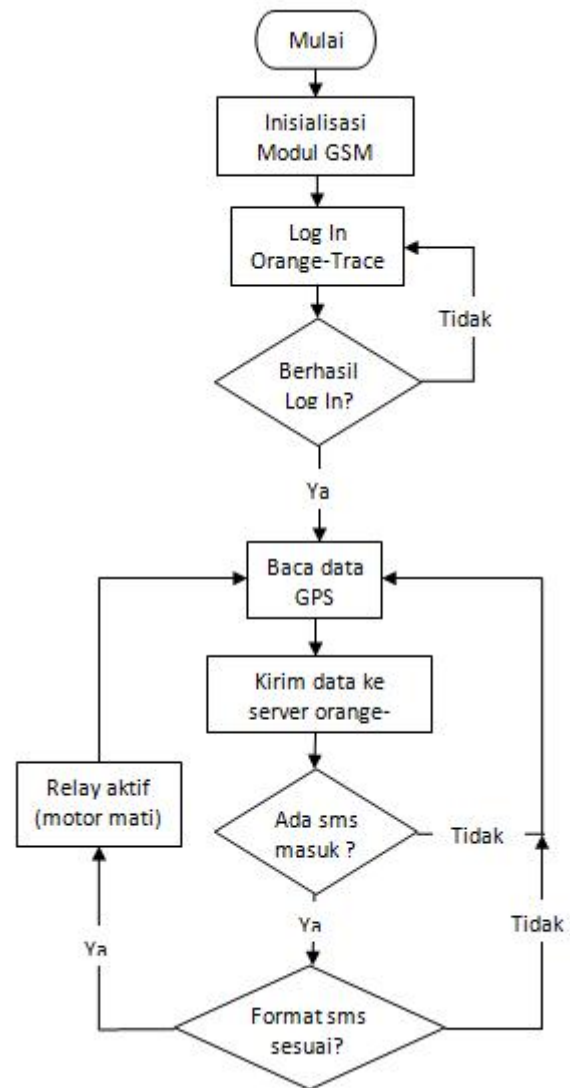 Mulai
Inisialisasi
Modul GSM
Log In
Orange-Trace
Tidak
Berhasil
Log In?
Ya
Baca data
GPS
Kirim data ke
server orange-
Relay aktif
(motor mati)
Ada sms
masuk ?
Tidak
Ya
Tidak
Ya
Format sms
sesuai?